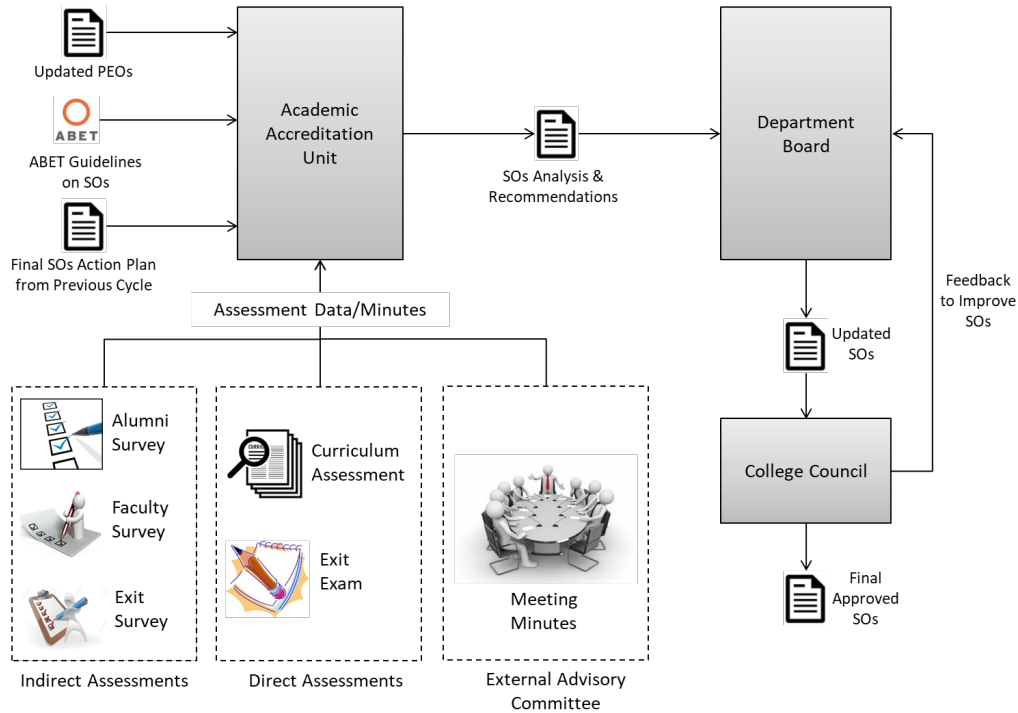 Updated PEOs
ABET
ABET Guidelines
on SOs
Final SOs Action Plan
from Previous Cycle
Academic
Accreditation
Unit
SOs Analysis &
Recommendations
Department
Board
Feedback
to Improve
SOs
Updated
SOs
College Council
Final
Approved
SOs
Assessment Data/Minutes
Alumni
Survey
Faculty
Survey
Exit
Survey
Indirect Assessments
Curriculum
Assessment
Exit
Exam
Direct Assessments
Meeting
Minutes
External Advisory
Committee